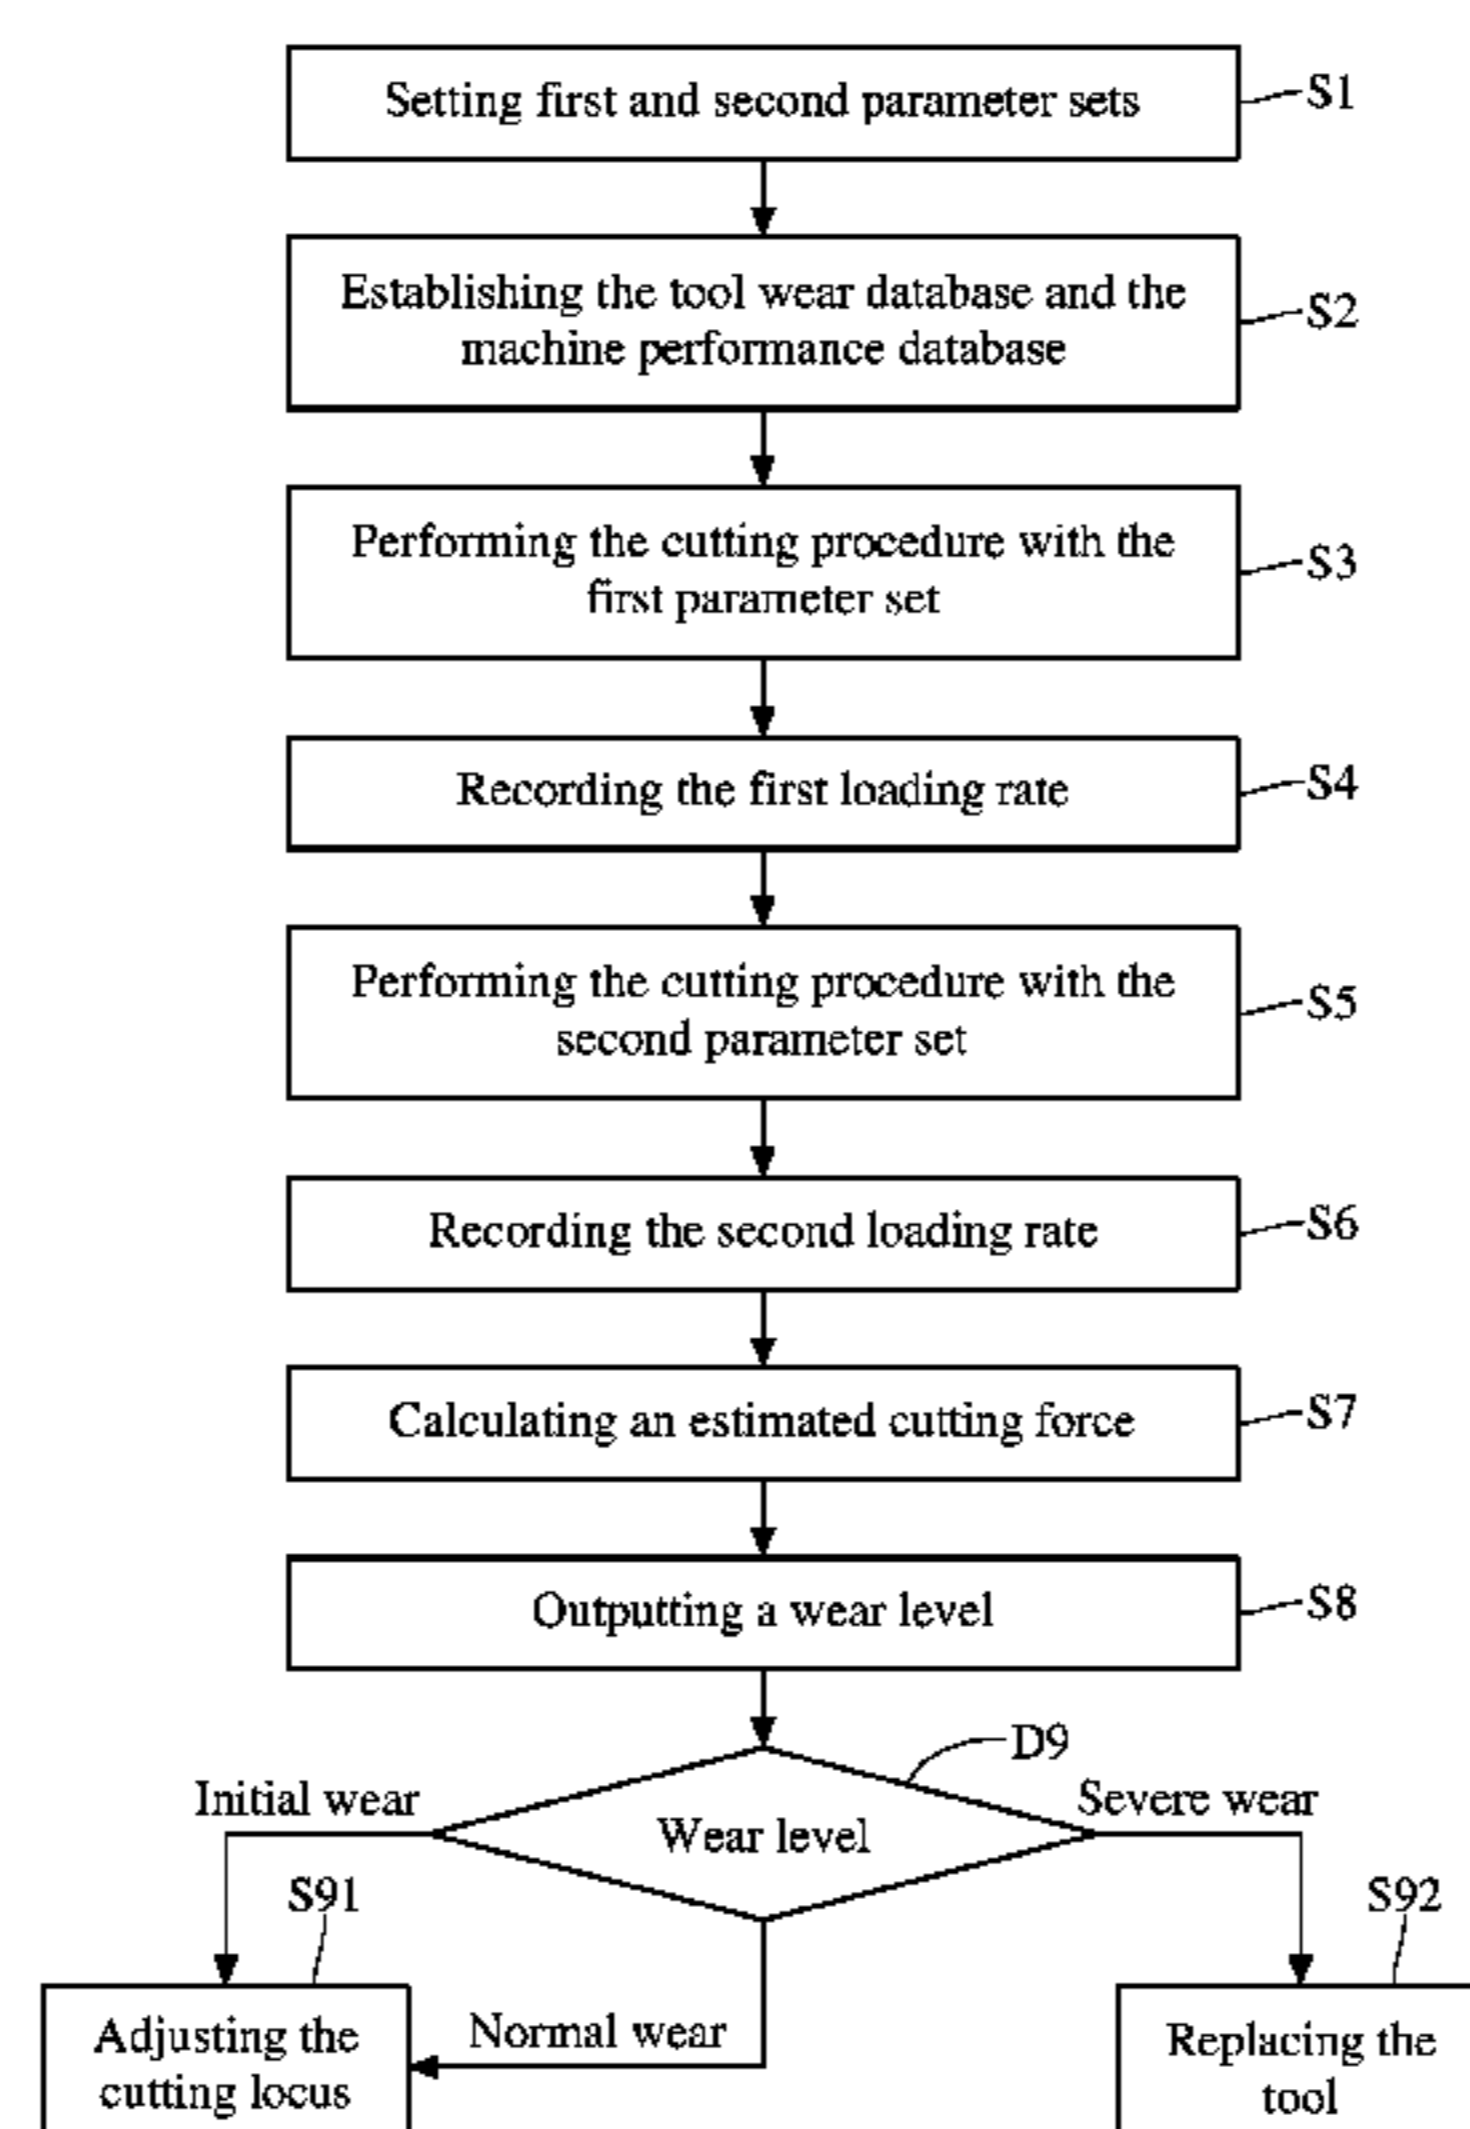 Setting first and second parameter sets
S1
Establishing the tool wear database and the
machine performance database
S2
Performing the cutting procedure with the
first parameter set
S3
Recording the first loading rate
S4
Performing the cutting procedure with the
second parameter set
S5
Recording the second loading rate
S6
Calculating an estimated cutting force
S7
Outputting a wear level
S8
D9
Initial wear
Severe wear
Wear level
S91
S92
Normal wear
Adjusting the
cutting locus
Replacing the
tool